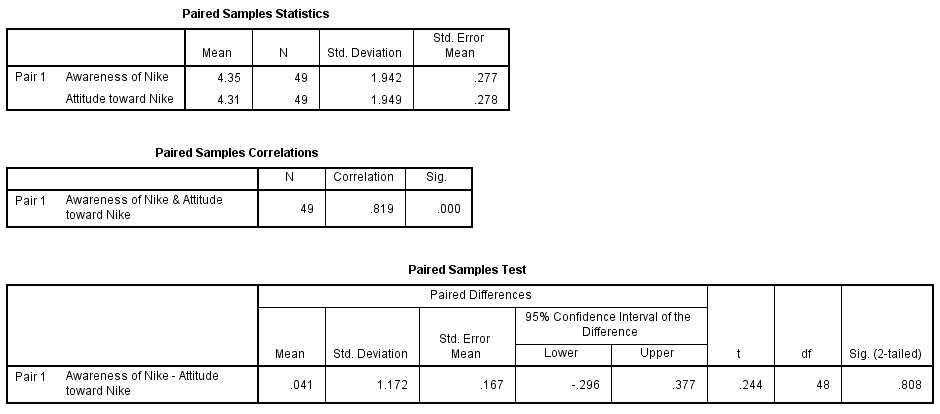 Paired Samples Statistics
Mean N Std. Deviation Std. Error Mean
Pair 1 Awareness of Nike 4.35 49 1.942 .277
Attitude toward Nike 4.31 49 1.949 .278
Paired Samples Correlations
N Correlation Sig.
Pair 1 Awareness of Nike & Attitude toward Nike 49 .819 .000
Paired Samples Test
Paired Differences
95% Confidence Interval of the Difference
Mean Std. Deviation Std. Error Mean Lower Upper t df Sig. (2-tailed)
Pair 1 Awareness of Nike - Attitude toward Nike .041 1.172 .167 -.296 .377 .244 48 .808